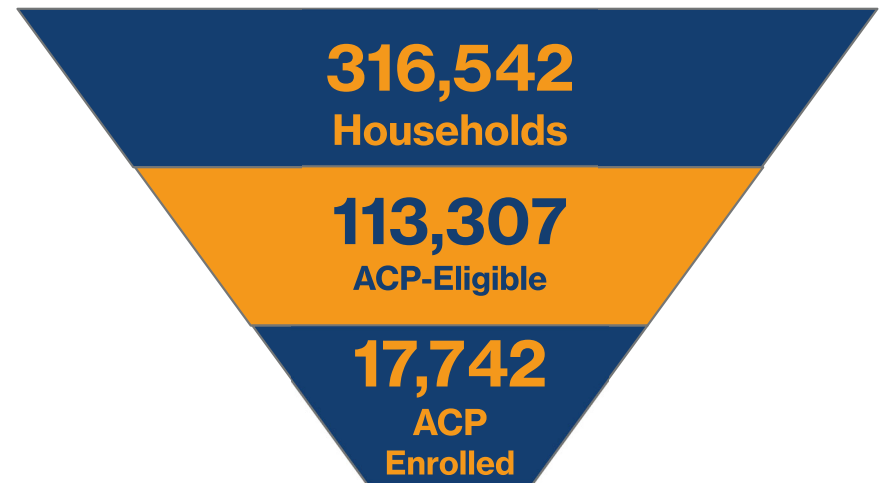 316,542
Households
113,307
ACP-Eligible
17,742
ACP
Enrolled